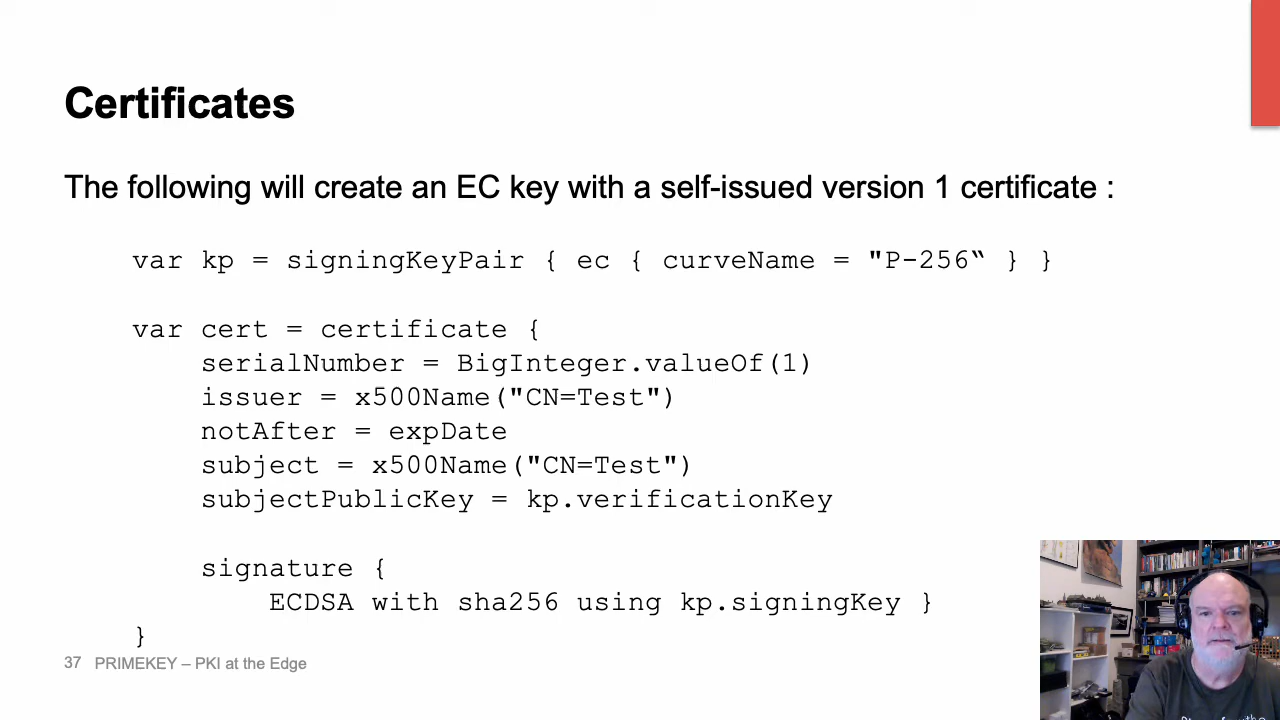 Certificates
The following will create an EC key with a self-issued version 1 certificate :
var kp = signingKeyPair { ec { curveName = "P-256“ } }
var cert = certificate {
serialNumber = BigInteger.valueOf(1)
issuer = x500Name("CN=Test")
notAfter = expDate
subject = x500Name("CN=Test")
subjectPublicKey = kp.verificationKey
signature {
ECDSA with sha256 using kp.signingKey }
}
37 PRIMEKEY – PKI at the Edge